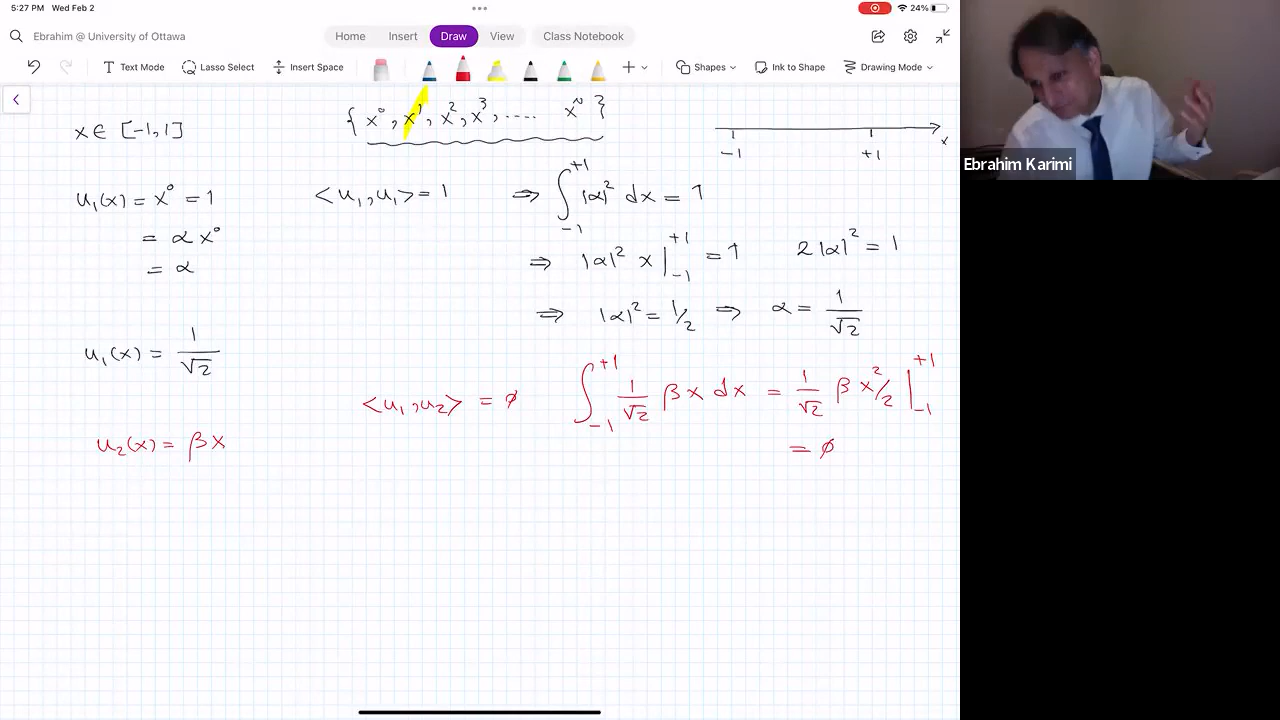 5:27 PM Wed Feb 2
24%
Ebrahim @ University of Ottawa
Home Insert Draw View Class Notebook
Text Mode Lasso Select Insert Space Shapes Ink to Shape Drawing Mode
x ∈ [-1,1]
{ x⁰, x¹, x², x³, .... xⁿ }
-1 +1 x
Ebrahim Karimi
u₁(x) = x⁰ = 1
<u₁,u₁> = 1 ⇒ ∫₋₁⁺¹ |α|² dx = 1
= α x⁰
= α
⇒ |α|² x |₋₁⁺¹ = 1 2|α|² = 1
⇒ |α|² = 1/2 ⇒ α = 1/√2
u₁(x) = 1/√2
<u₁,u₂> = ∅ ∫₋₁⁺¹ 1/√2 βx dx = 1/√2 β x²/2 |₋₁⁺¹
u₂(x) = βx
= ∅